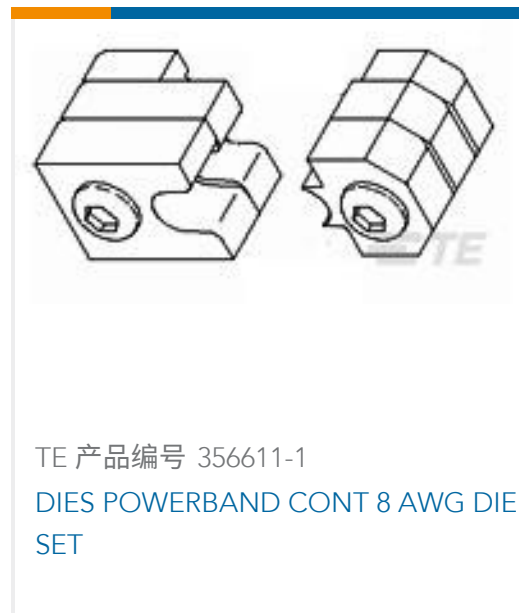 TE
TE 产品编号 356611-1
DIES POWERBAND CONT 8 AWG DIE
SET